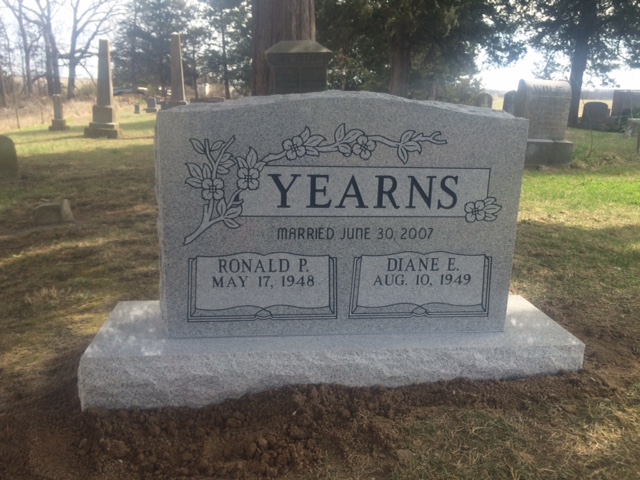 YEARNS
MARRIED JUNE 30, 2007
RONALD P.
MAY 17, 1948
DIANE E.
AUG. 10, 1949